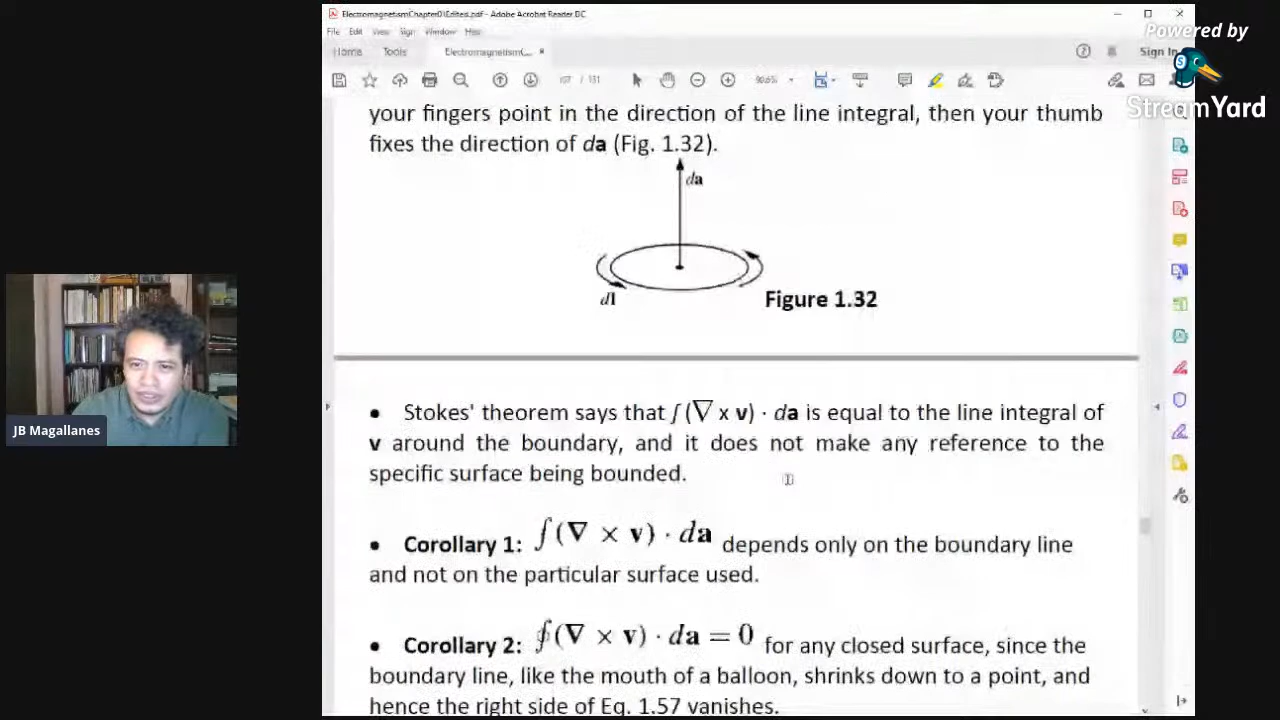 ElectromagnetismChapter01Edited.pdf - Adobe Acrobat Reader DC
File Edit View Sign Window Help
Home Tools ElectromagnetismC... × Sign In
107 / 131 90.6%
Powered by
StreamYard
your fingers point in the direction of the line integral, then your thumb
fixes the direction of da (Fig. 1.32).
da
dl
Figure 1.32
• Stokes' theorem says that ∫(∇ x v) · da is equal to the line integral of
v around the boundary, and it does not make any reference to the
specific surface being bounded.
• Corollary 1: ∫(∇ × v) · da depends only on the boundary line
and not on the particular surface used.
• Corollary 2: ∮(∇ × v) · da = 0 for any closed surface, since the
boundary line, like the mouth of a balloon, shrinks down to a point, and
hence the right side of Eq. 1.57 vanishes.
JB Magallanes